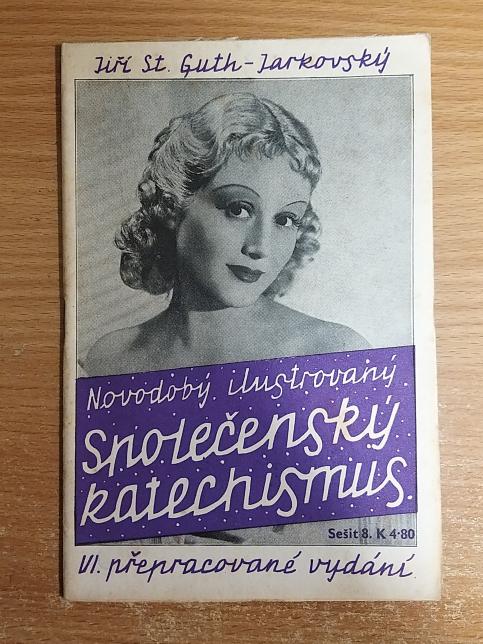 Jiří St. Guth-Jarkovský
Novodobý ilustrovaný
Společenský
katechismus.
Sešit 8. K 4·80
VI. přepracované vydání.